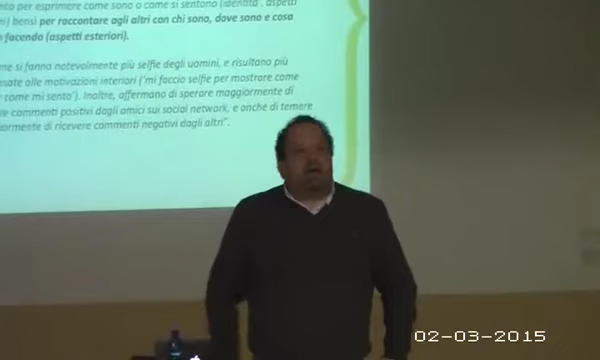 per esprimere come sono o come si sentono (identità, aspetti
bensì per raccontare agli altri con chi sono, dove sono e cosa
facendo (aspetti esteriori).
si fanno notevolmente più selfie degli uomini, e risultano più
alle motivazioni interiori ('mi faccio selfie per mostrare come
come mi sento'). Inoltre, affermano di sperare maggiormente di
commenti positivi dagli amici sui social network, e anche di temere
di ricevere commenti negativi dagli altri".
02-03-2015